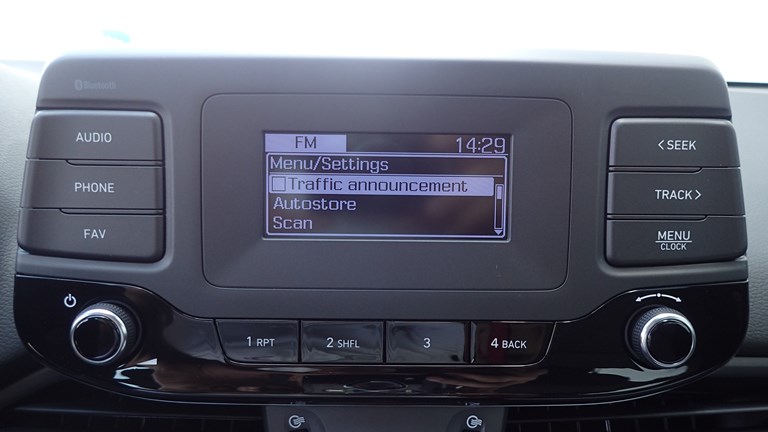 Bluetooth
AUDIO
PHONE
FAV
FM 14:29
Menu/Settings
Traffic announcement
Autostore
Scan
< SEEK
TRACK >
MENU
CLOCK
1 RPT
2 SHFL
3
4 BACK